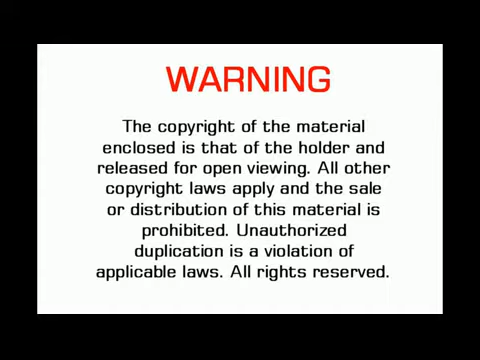 WARNING
The copyright of the material
enclosed is that of the holder and
released for open viewing. All other
copyright laws apply and the sale
or distribution of this material is
prohibited. Unauthorized
duplication is a violation of
applicable laws. All rights reserved.